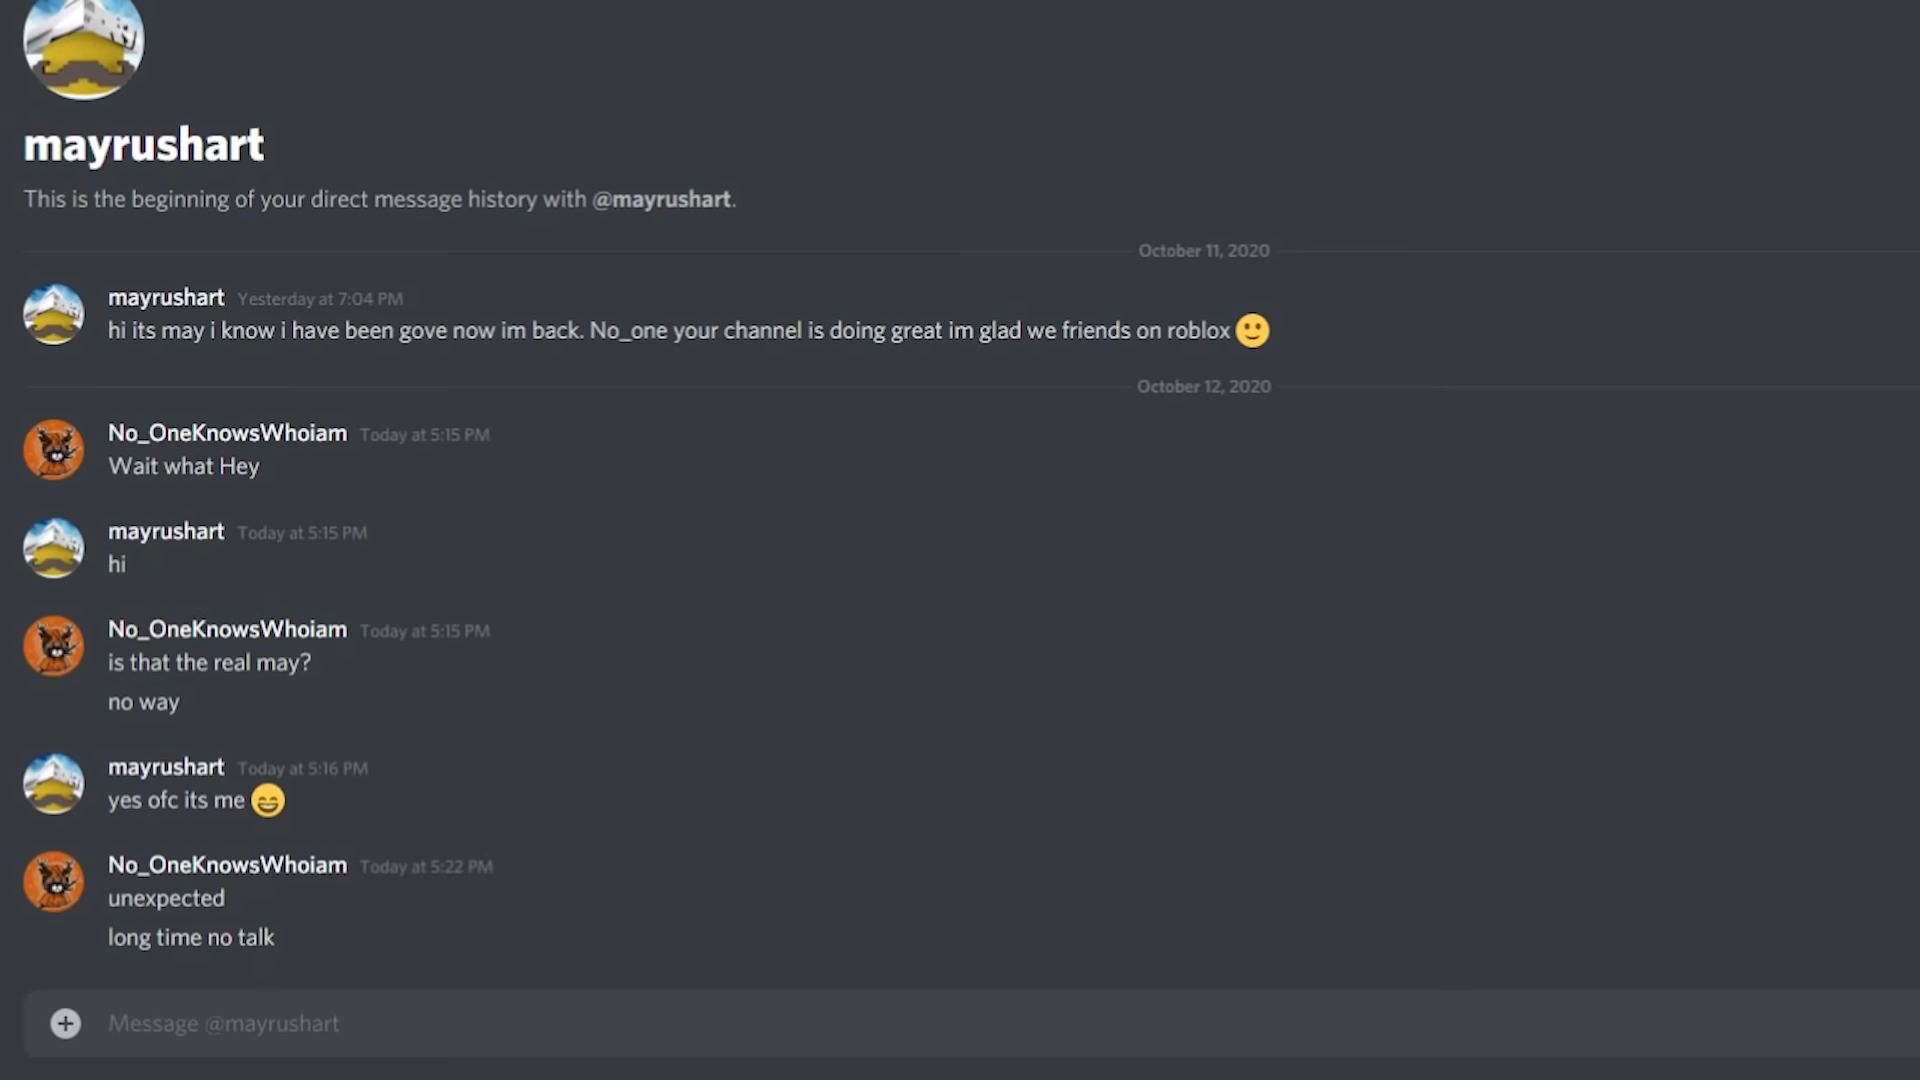 mayrushart
This is the beginning of your direct message history with @mayrushart.
October 11, 2020
mayrushart Yesterday at 7:04 PM
hi its may i know i have been gove now im back. No_one your channel is doing great im glad we friends on roblox 🙂
October 12, 2020
No_OneKnowsWhoiam Today at 5:15 PM
Wait what Hey
mayrushart Today at 5:15 PM
hi
No_OneKnowsWhoiam Today at 5:15 PM
is that the real may?
no way
mayrushart Today at 5:16 PM
yes ofc its me 😄
No_OneKnowsWhoiam Today at 5:22 PM
unexpected
long time no talk
Message @mayrushart